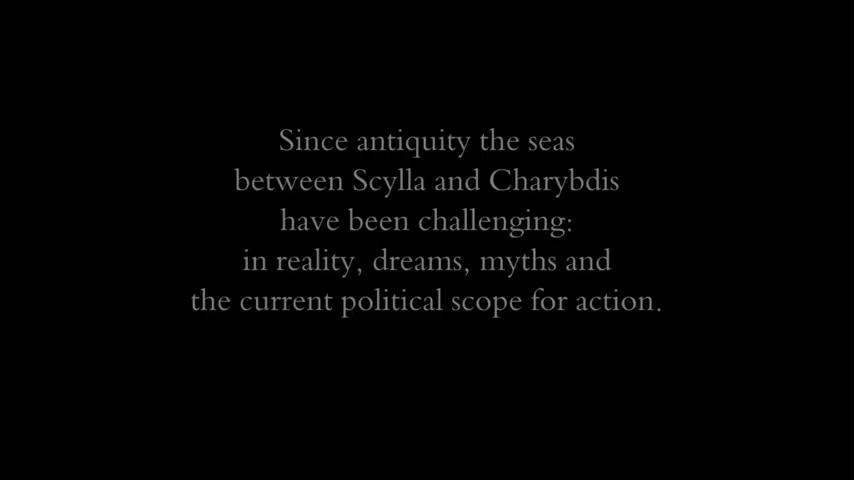 Since antiquity the seas
between Scylla and Charybdis
have been challenging:
in reality, dreams, myths and
the current political scope for action.